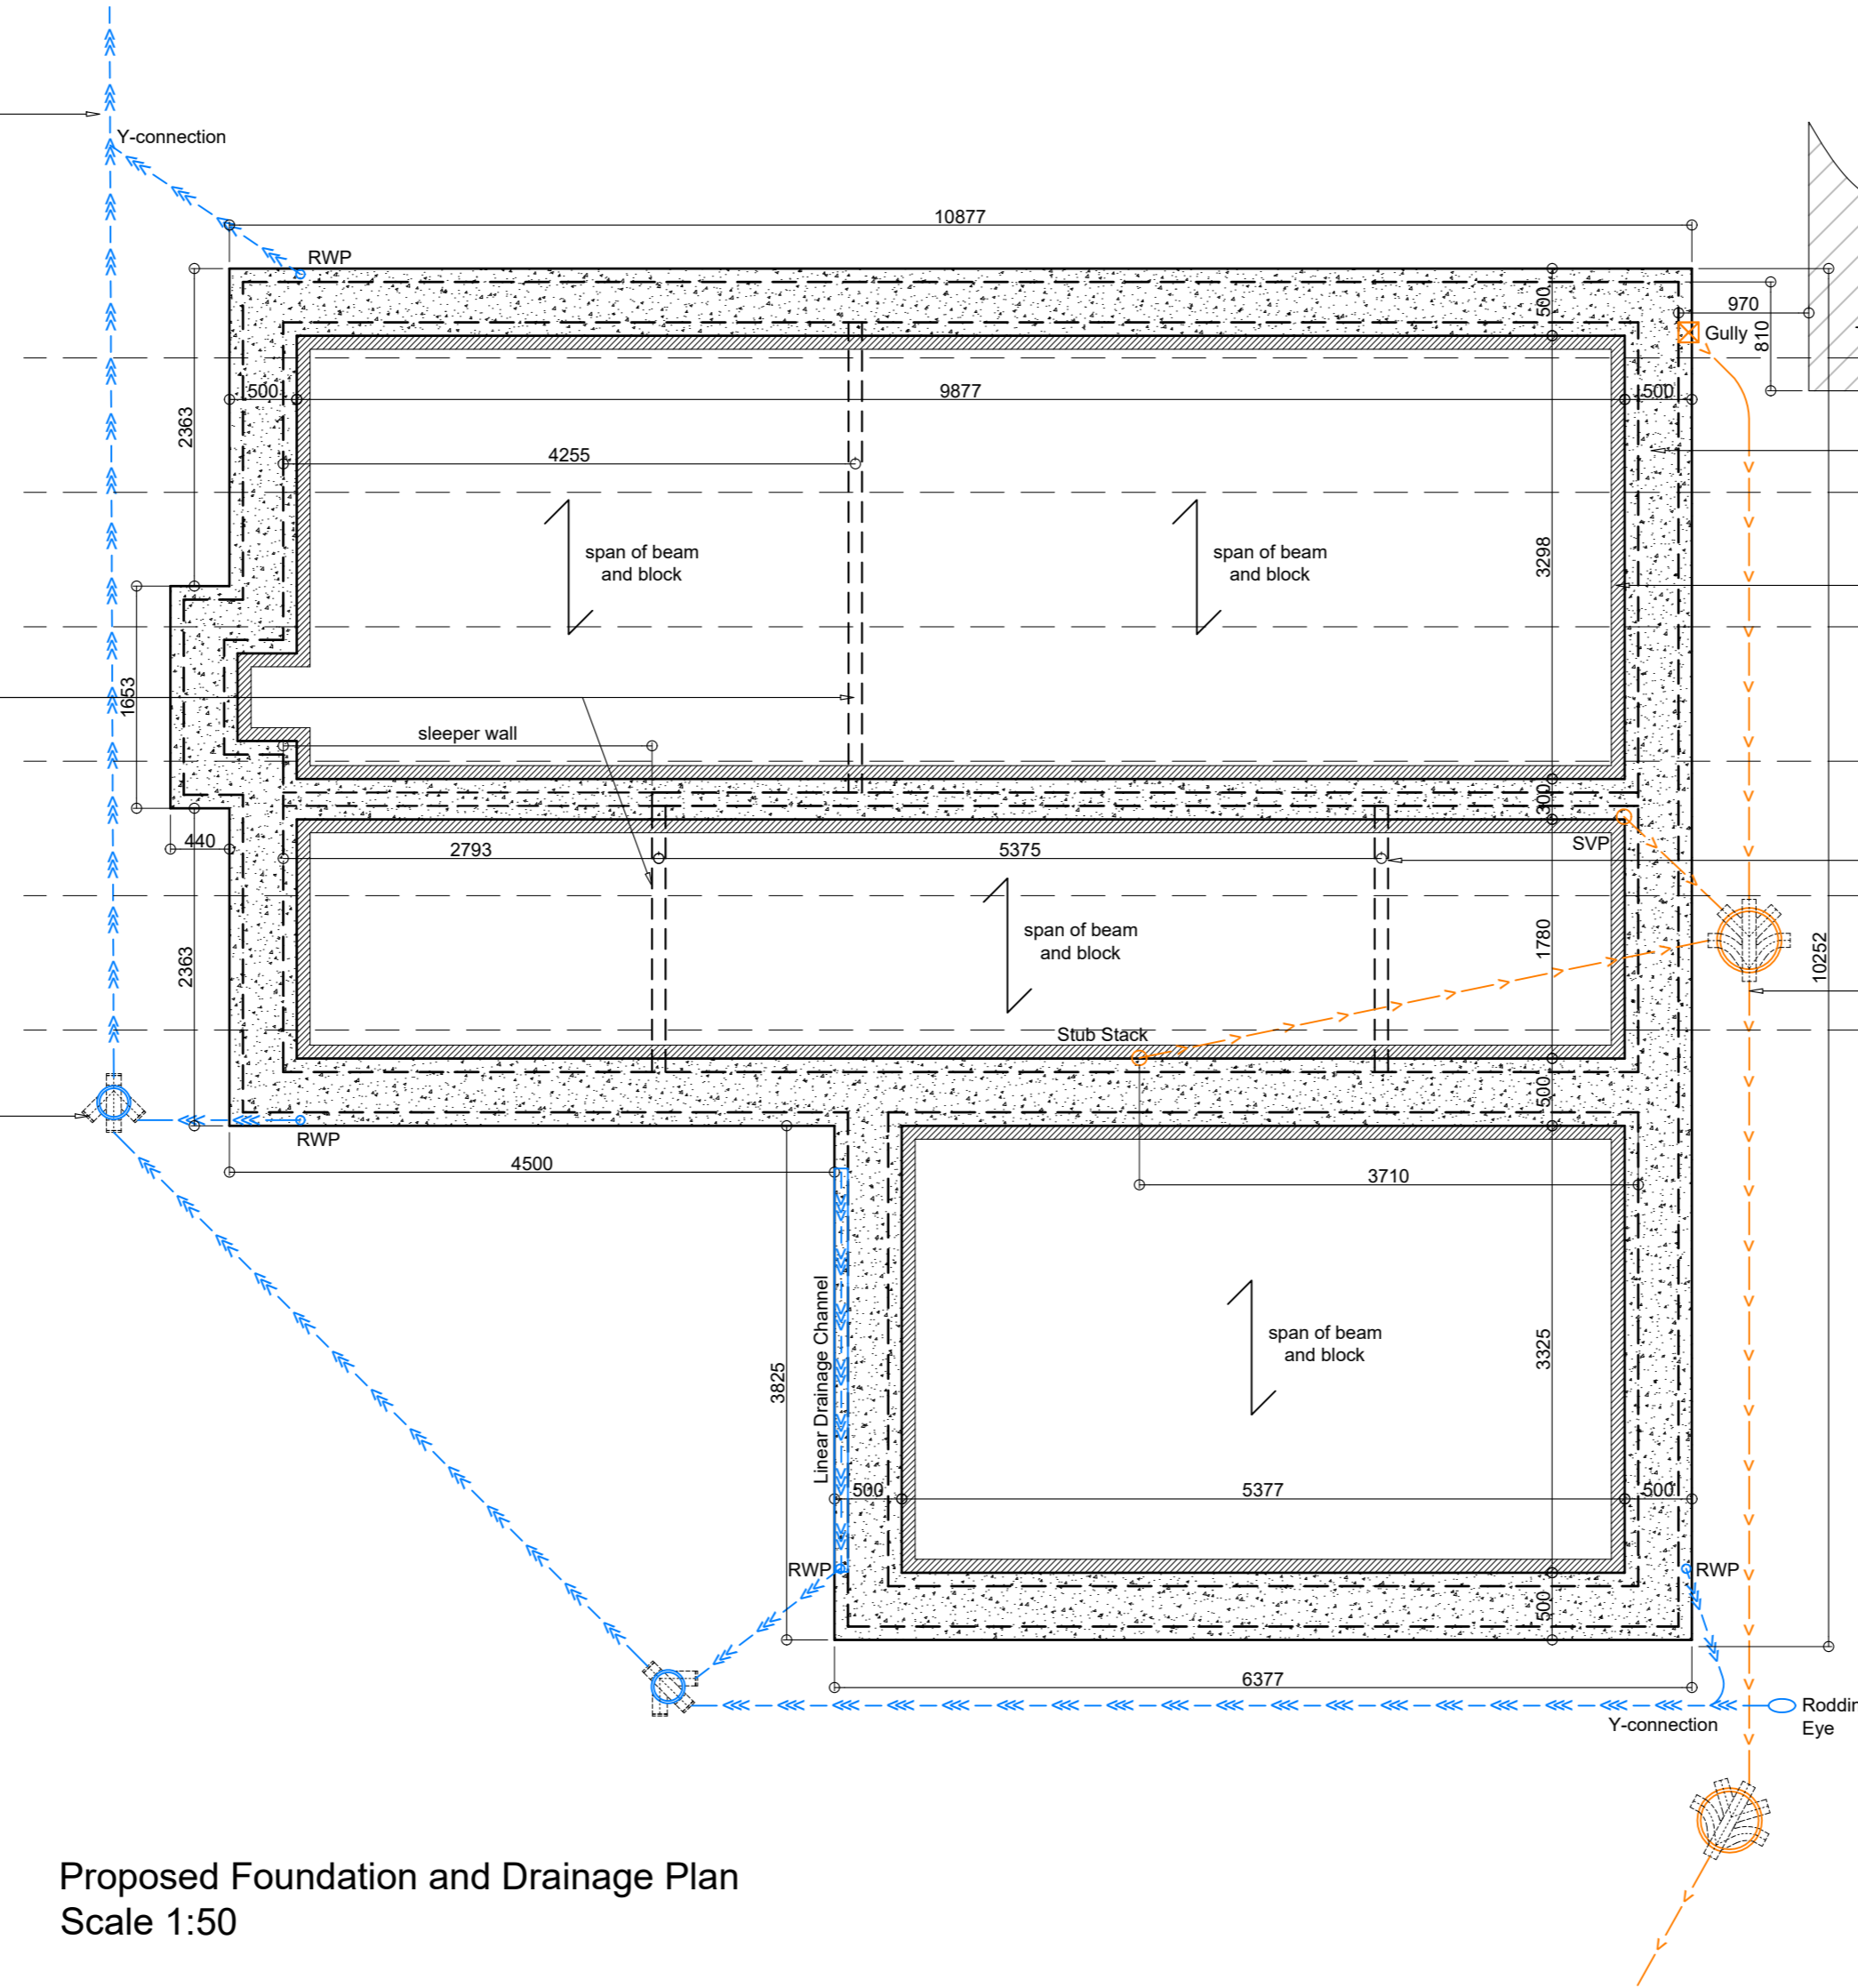 Y-connection
10877
RWP
500
970
Gully
810
500
9877
500
2363
4255
span of beam
and block
span of beam
and block
3298
1653
sleeper wall
300
440
2793
5375
SVP
span of beam
and block
1780
10252
2363
Stub Stack
500
RWP
4500
3710
Linear Drainage Channel
span of beam
and block
3325
3825
500
5377
500
RWP
RWP
500
6377
Y-connection
Roddin
Eye
Proposed Foundation and Drainage Plan
Scale 1:50